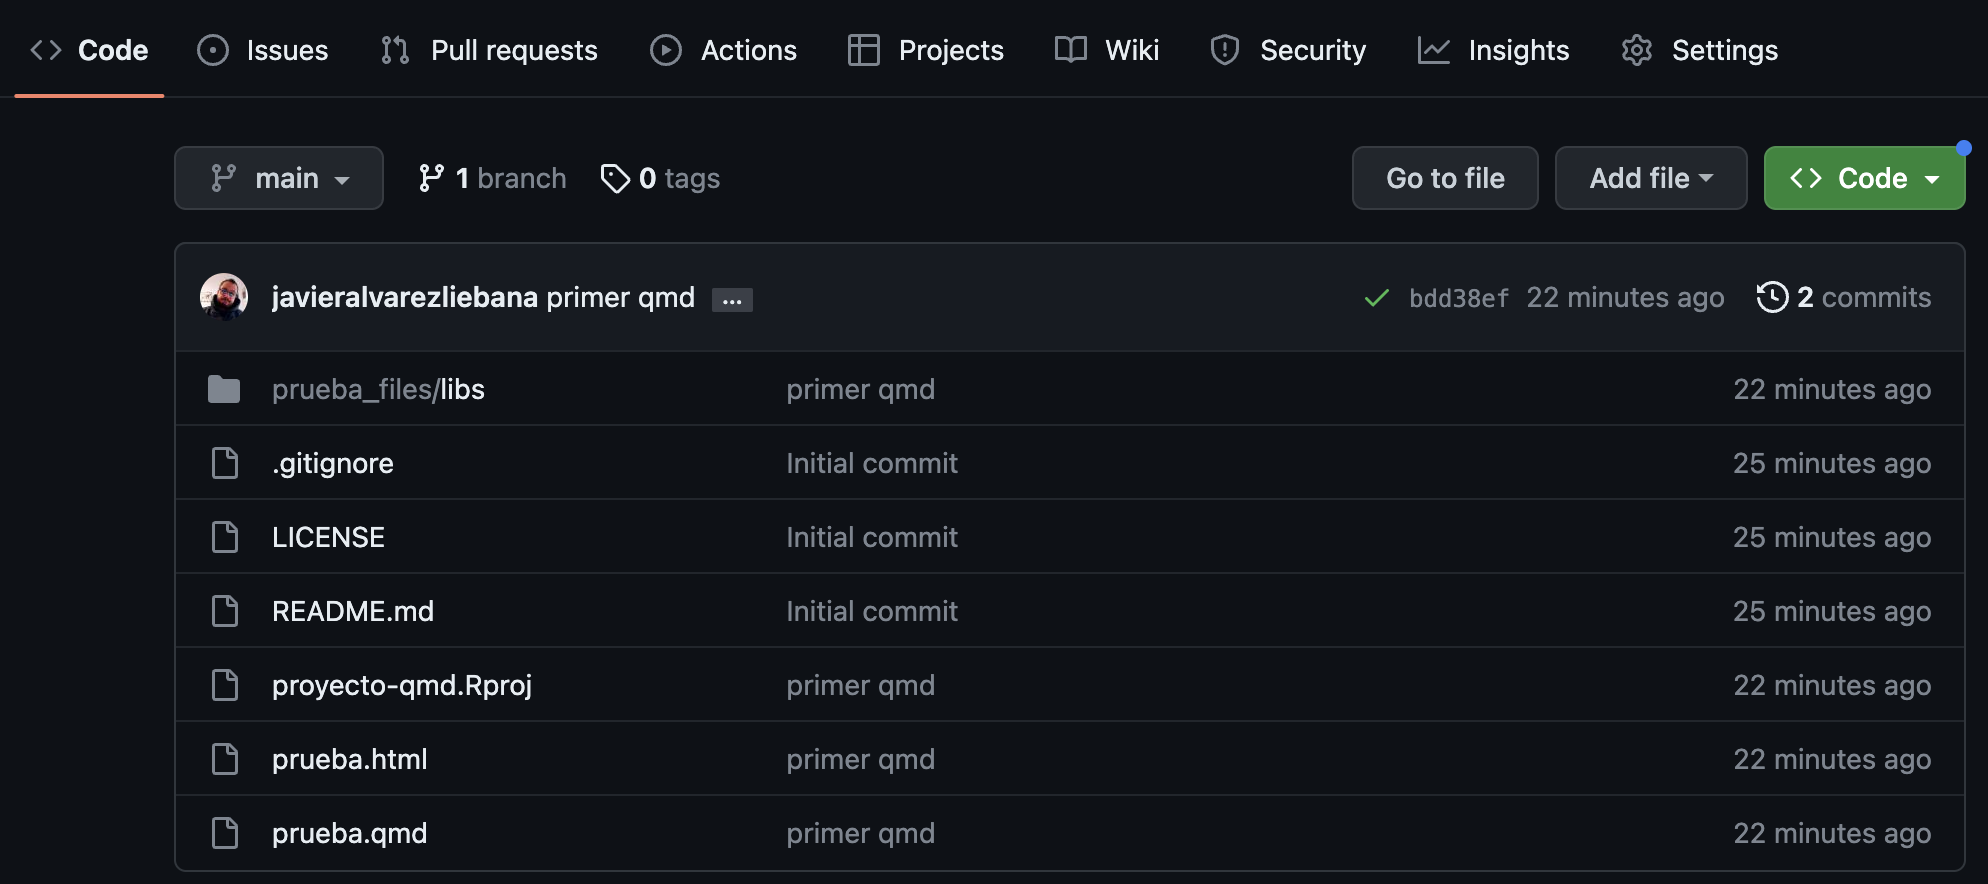 Code Issues Pull requests Actions Projects Wiki Security Insights Settings
main 1 branch 0 tags Go to file Add file Code
javieralvarezliebana primer qmd ... bdd38ef 22 minutes ago 2 commits
prueba_files/libs primer qmd 22 minutes ago
.gitignore Initial commit 25 minutes ago
LICENSE Initial commit 25 minutes ago
README.md Initial commit 25 minutes ago
proyecto-qmd.Rproj primer qmd 22 minutes ago
prueba.html primer qmd 22 minutes ago
prueba.qmd primer qmd 22 minutes ago